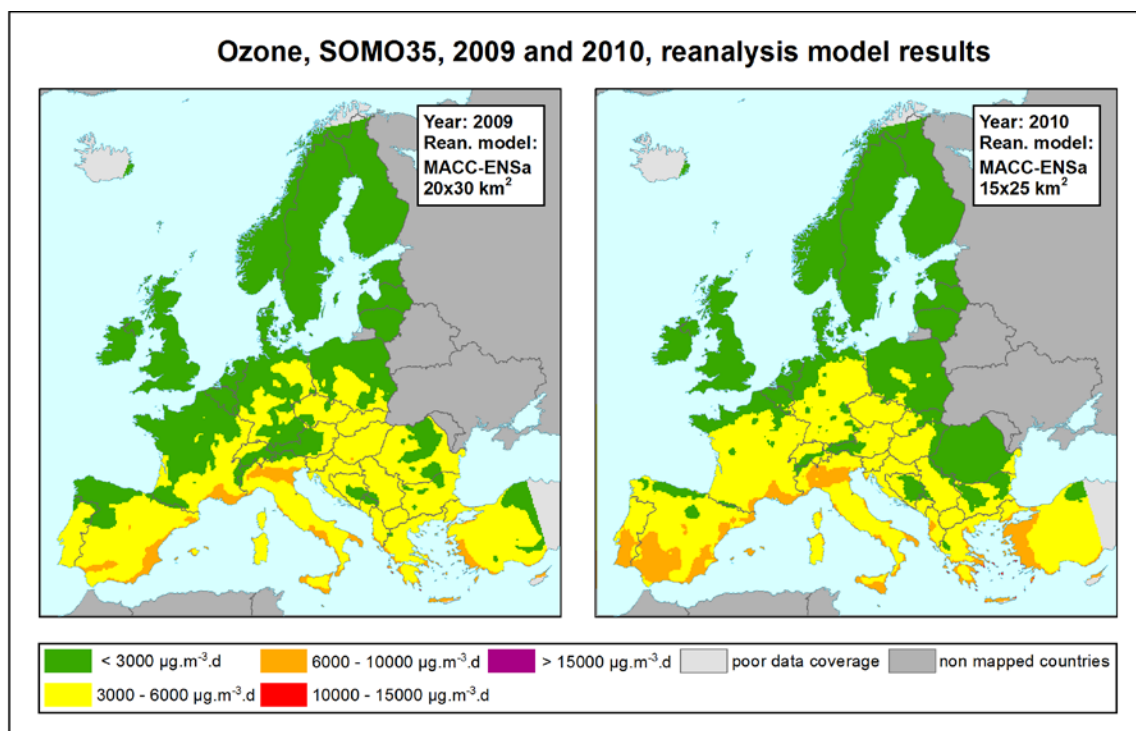 Ozone, SOMO35, 2009 and 2010, reanalysis model results
Year: 2009
Rean. model:
MACC-ENSa
20x30 km²
Year: 2010
Rean. model:
MACC-ENSa
15x25 km²
< 3000 µg.m⁻³.d
6000 - 10000 µg.m⁻³.d
> 15000 µg.m⁻³.d
poor data coverage
non mapped countries
3000 - 6000 µg.m⁻³.d
10000 - 15000 µg.m⁻³.d